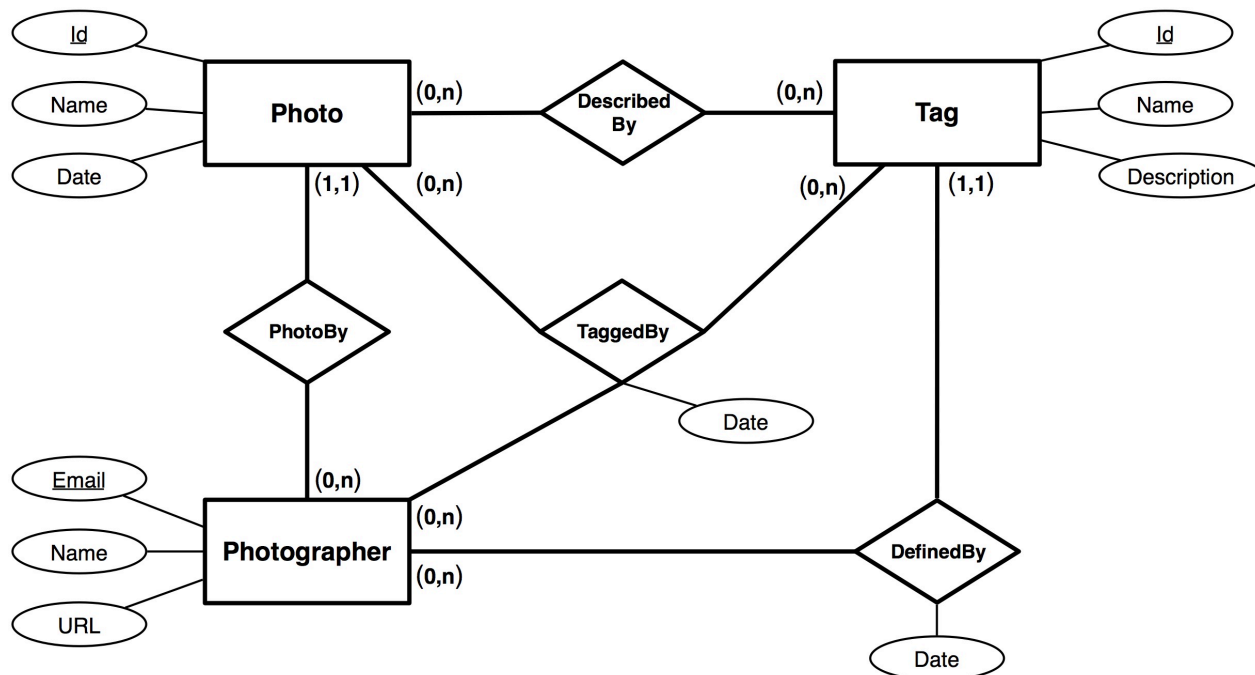 Id
Id
Photo
(0,n)
Described
By
(0,n)
Tag
Name
Name
Date
Description
(1,1)
(0,n)
(0,n)
(1,1)
PhotoBy
TaggedBy
Date
Email
(0,n)
(0,n)
Name
Photographer
DefinedBy
(0,n)
URL
Date